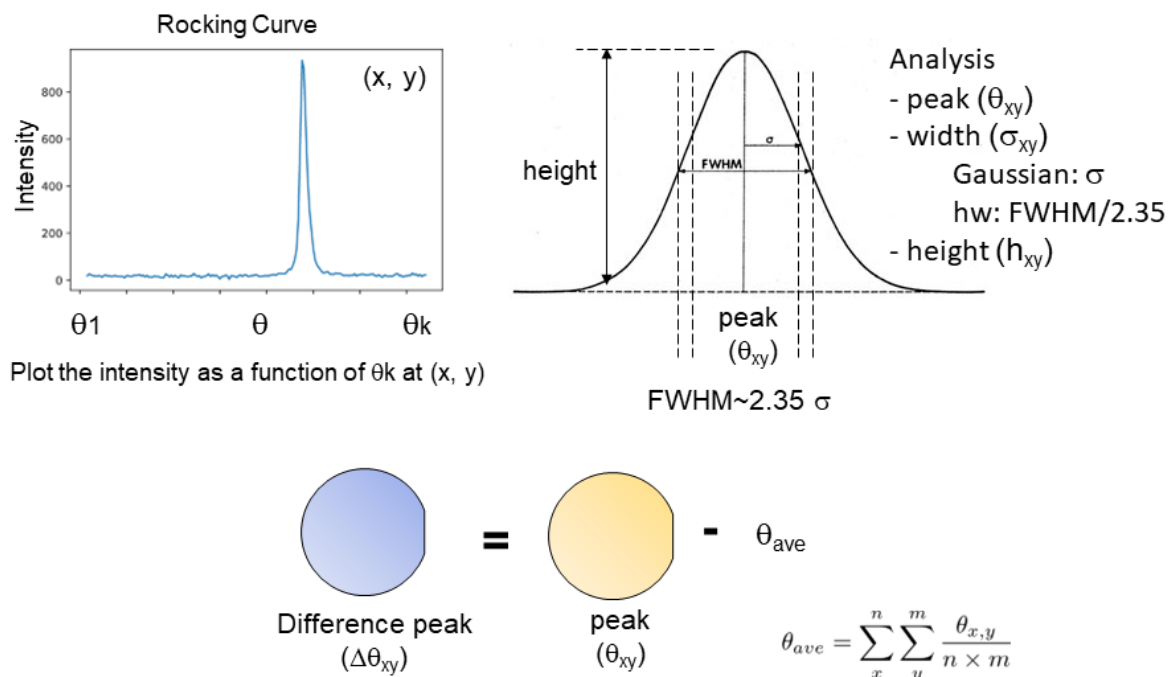 Rocking Curve
(x, y)
Intensity
800
600
400
200
0
θ1 θ θk
Plot the intensity as a function of θk at (x, y)
height
σ
FWHM
peak
(θxy)
FWHM~2.35 σ
Analysis
- peak (θxy)
- width (σxy)
Gaussian: σ
hw: FWHM/2.35
- height (hxy)
= - θave
Difference peak
(Δθxy)
peak
(θxy)
θave = ∑x^n ∑y^m θx,y / n × m